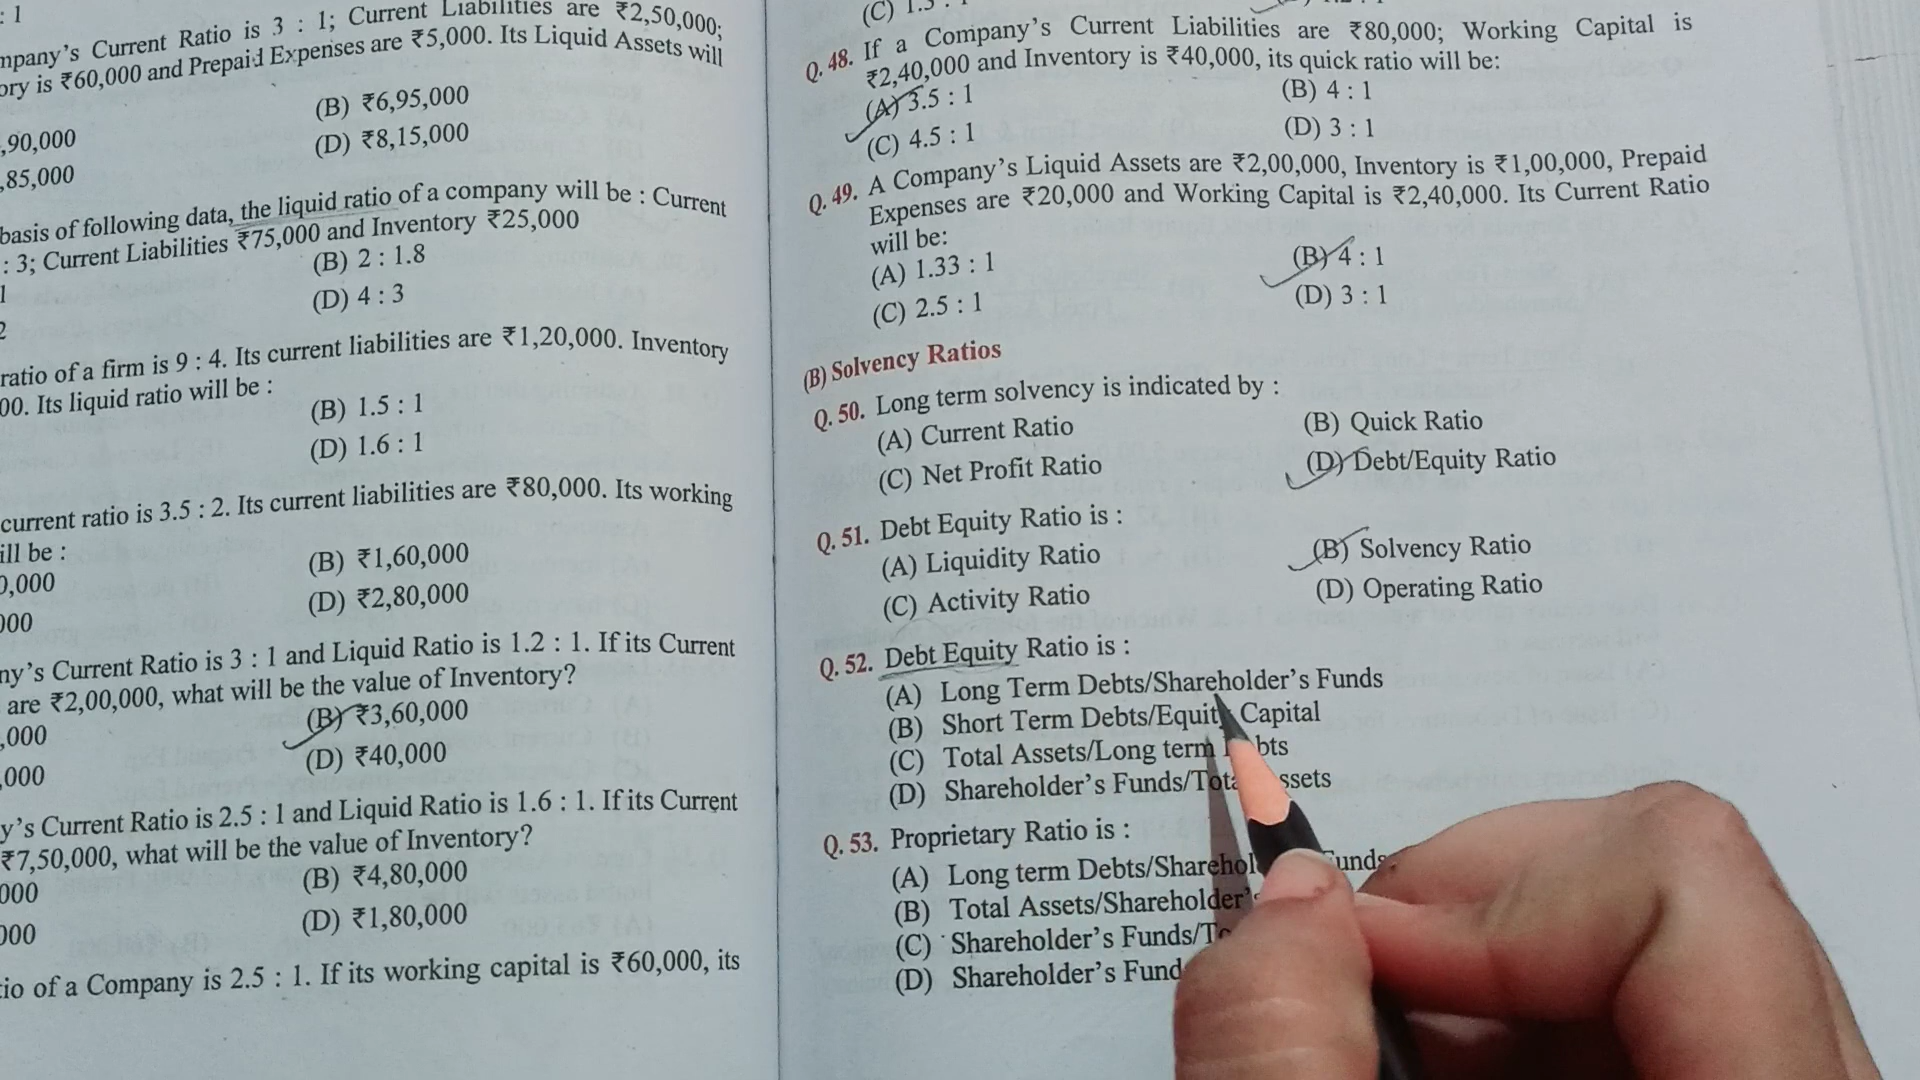 : 1
mpany's Current Ratio is 3 : 1; Current Liabilities are ₹2,50,000;
ory is ₹60,000 and Prepaid Expenses are ₹5,000. Its Liquid Assets will
(B) ₹6,95,000
,90,000
(D) ₹8,15,000
,85,000
basis of following data, the liquid ratio of a company will be : Current
: 3; Current Liabilities ₹75,000 and Inventory ₹25,000
(B) 2 : 1.8
1
(D) 4 : 3
2
ratio of a firm is 9 : 4. Its current liabilities are ₹1,20,000. Inventory
00. Its liquid ratio will be :
(B) 1.5 : 1
(D) 1.6 : 1
current ratio is 3.5 : 2. Its current liabilities are ₹80,000. Its working
ill be :
(B) ₹1,60,000
0,000
(D) ₹2,80,000
000
ny's Current Ratio is 3 : 1 and Liquid Ratio is 1.2 : 1. If its Current
are ₹2,00,000, what will be the value of Inventory?
(B) ₹3,60,000
,000
(D) ₹40,000
,000
y's Current Ratio is 2.5 : 1 and Liquid Ratio is 1.6 : 1. If its Current
₹7,50,000, what will be the value of Inventory?
(B) ₹4,80,000
000
(D) ₹1,80,000
000
tio of a Company is 2.5 : 1. If its working capital is ₹60,000, its
Q. 48. If a Company's Current Liabilities are ₹80,000; Working Capital is
₹2,40,000 and Inventory is ₹40,000, its quick ratio will be:
(A) 3.5 : 1 (B) 4 : 1
(C) 4.5 : 1 (D) 3 : 1
Q. 49. A Company's Liquid Assets are ₹2,00,000, Inventory is ₹1,00,000, Prepaid
Expenses are ₹20,000 and Working Capital is ₹2,40,000. Its Current Ratio
will be:
(A) 1.33 : 1 (B) 4 : 1
(C) 2.5 : 1 (D) 3 : 1
(B) Solvency Ratios
Q. 50. Long term solvency is indicated by :
(A) Current Ratio (B) Quick Ratio
(C) Net Profit Ratio (D) Debt/Equity Ratio
Q. 51. Debt Equity Ratio is :
(A) Liquidity Ratio (B) Solvency Ratio
(C) Activity Ratio (D) Operating Ratio
Q. 52. Debt Equity Ratio is :
(A) Long Term Debts/Shareholder's Funds
(B) Short Term Debts/Equity Capital
(C) Total Assets/Long term bts
(D) Shareholder's Funds/Tota ssets
Q. 53. Proprietary Ratio is :
(A) Long term Debts/Sharehol Funds
(B) Total Assets/Shareholder's
(C) Shareholder's Funds/To
(D) Shareholder's Fund